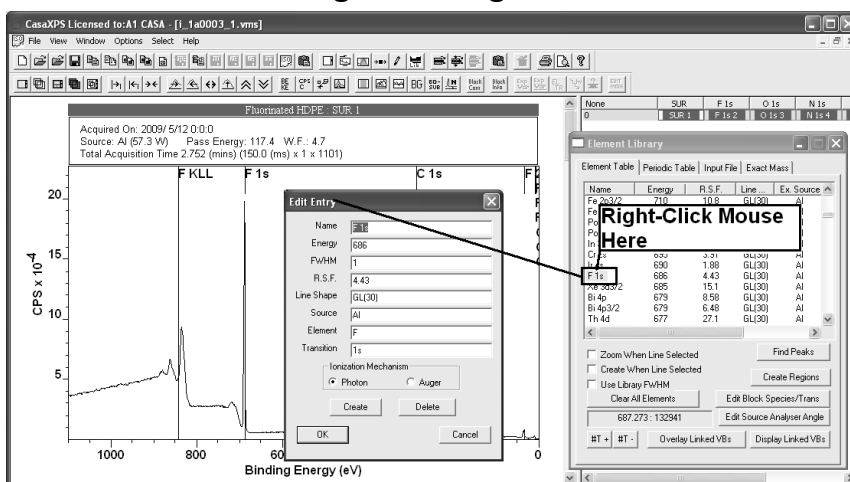 CasaXPS Licensed to:A1 CASA - [i_1a0003_1.vms]
File View Window Options Select Help
Fluorinated HDPE : SUR 1
Acquired On: 2009/ 5/12 0:0:0
Source: Al (57.3 W) Pass Energy: 117.4 W.F.: 4.7
Total Acquisition Time 2.752 (mins) (150.0 (ms) x 1 x 1101)
F KLL F 1s C 1s F
20
15
10
5
CPS x 10-4
1000 800 60 0
Binding Energy (eV)
Edit Entry
Name F 1s
Energy 686
FWHM 1
R.S.F. 4.43
Line Shape GL(30)
Source Al
Element F
Transition 1s
Ionization Mechanism
Photon Auger
Create Delete
OK Cancel
None SUR F 1s O 1s N 1s
0 SUR 1 F 1s 2 O 1s 3 N 1s 4
Element Library
Element Table Periodic Table Input File Exact Mass
Name Energy R.S.F. Line ... Ex. Source
Fe 2p3/2 710 10.8 GL(30) Al
Right-Click Mouse
Here
690 1.88 GL(30) Al
F 1s 686 4.43 GL(30) Al
Xe 3d3/2 685 15.1 GL(30) Al
Bi 4p 679 8.58 GL(30) Al
Bi 4p3/2 679 6.48 GL(30) Al
Th 4d 677 27.1 GL(30) Al
Zoom When Line Selected
Find Peaks
Create When Line Selected
Use Library FWHM
Create Regions
Clear All Elements Edit Block Species/Trans
687.273 : 132941 Edit Source Analyser Angle
#T + #T - Overlay Linked VBs Display Linked VBs